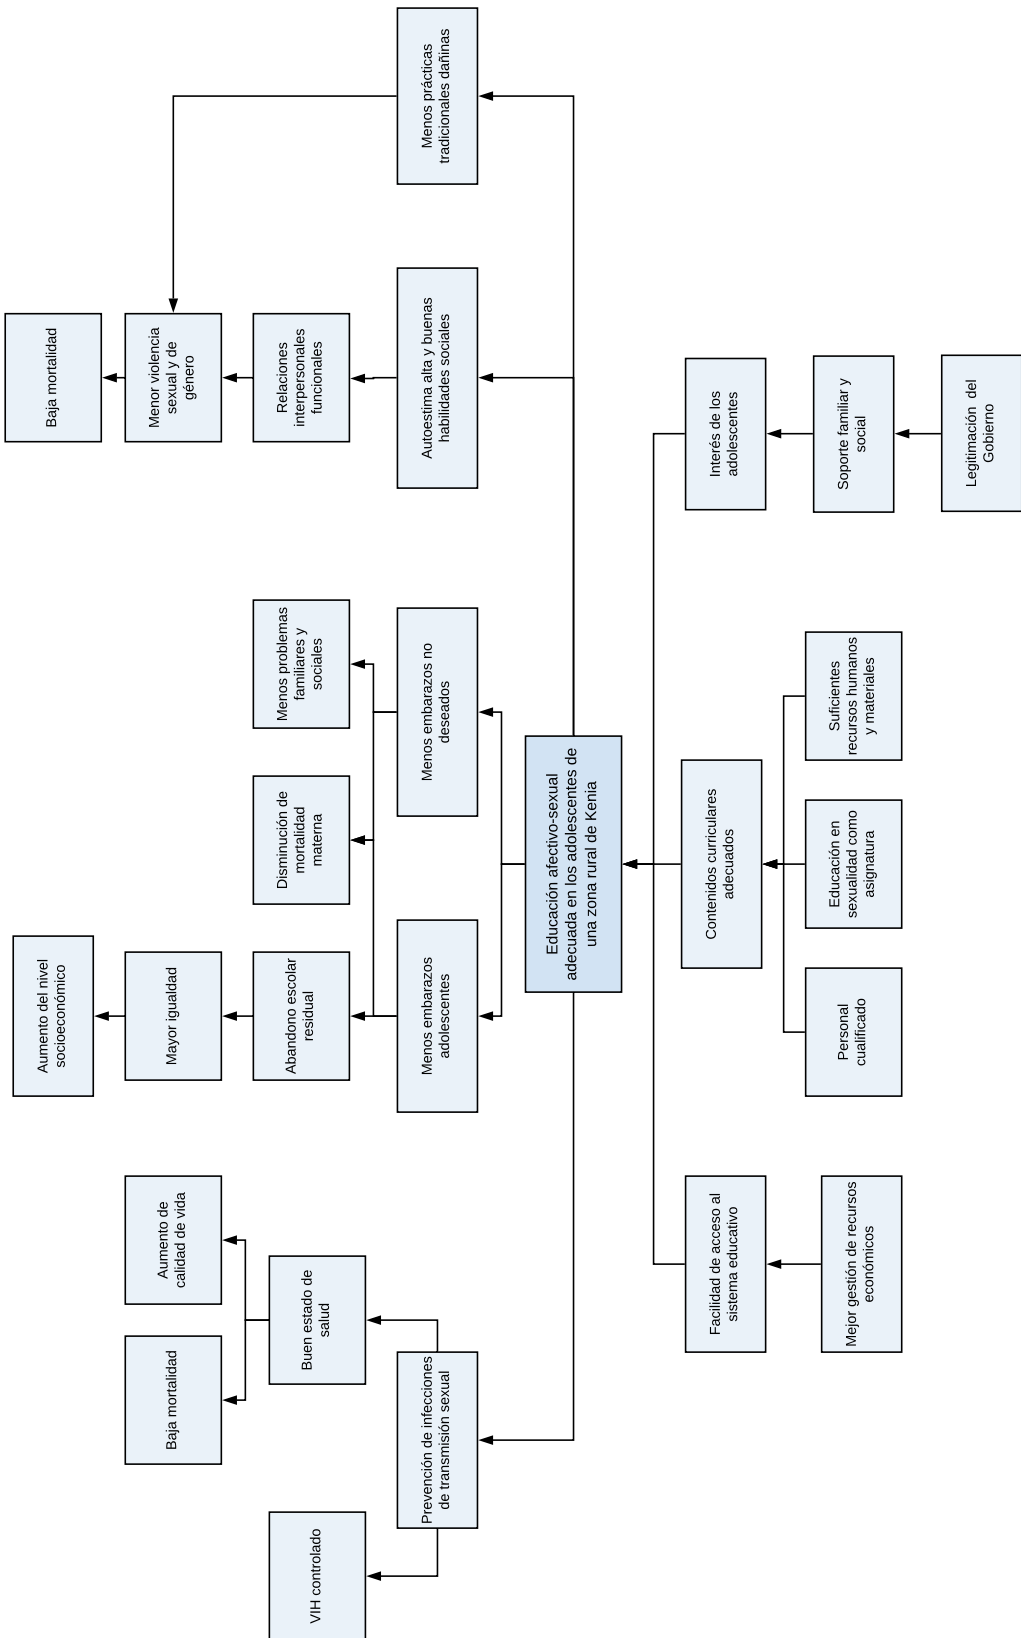 Baja mortalidad
Aumento del nivel
socioeconómico
Baja mortalidad
Aumento de
calidad de vida
Mayor igualdad
Menor violencia
sexual y de
género
VIH controlado
Buen estado de
salud
Abandono escolar
residual
Disminución de
mortalidad
materna
Menos problemas
familiares y
sociales
Relaciones
interpersonales
funcionales
Prevención de infecciones
de transmisión sexual
Menos embarazos
adolescentes
Menos embarazos no
deseados
Autoestima alta y buenas
habilidades sociales
Menos prácticas
tradicionales dañinas
Educación afectivo-sexual
adecuada en los adolescentes de
una zona rural de Kenia
Facilidad de acceso al
sistema educativo
Contenidos curriculares
adecuados
Interés de los
adolescentes
Mejor gestión de recursos
económicos
Personal
cualificado
Educación en
sexualidad como
asignatura
Suficientes
recursos humanos
y materiales
Soporte familiar y
social
Legitimación  del
Gobierno